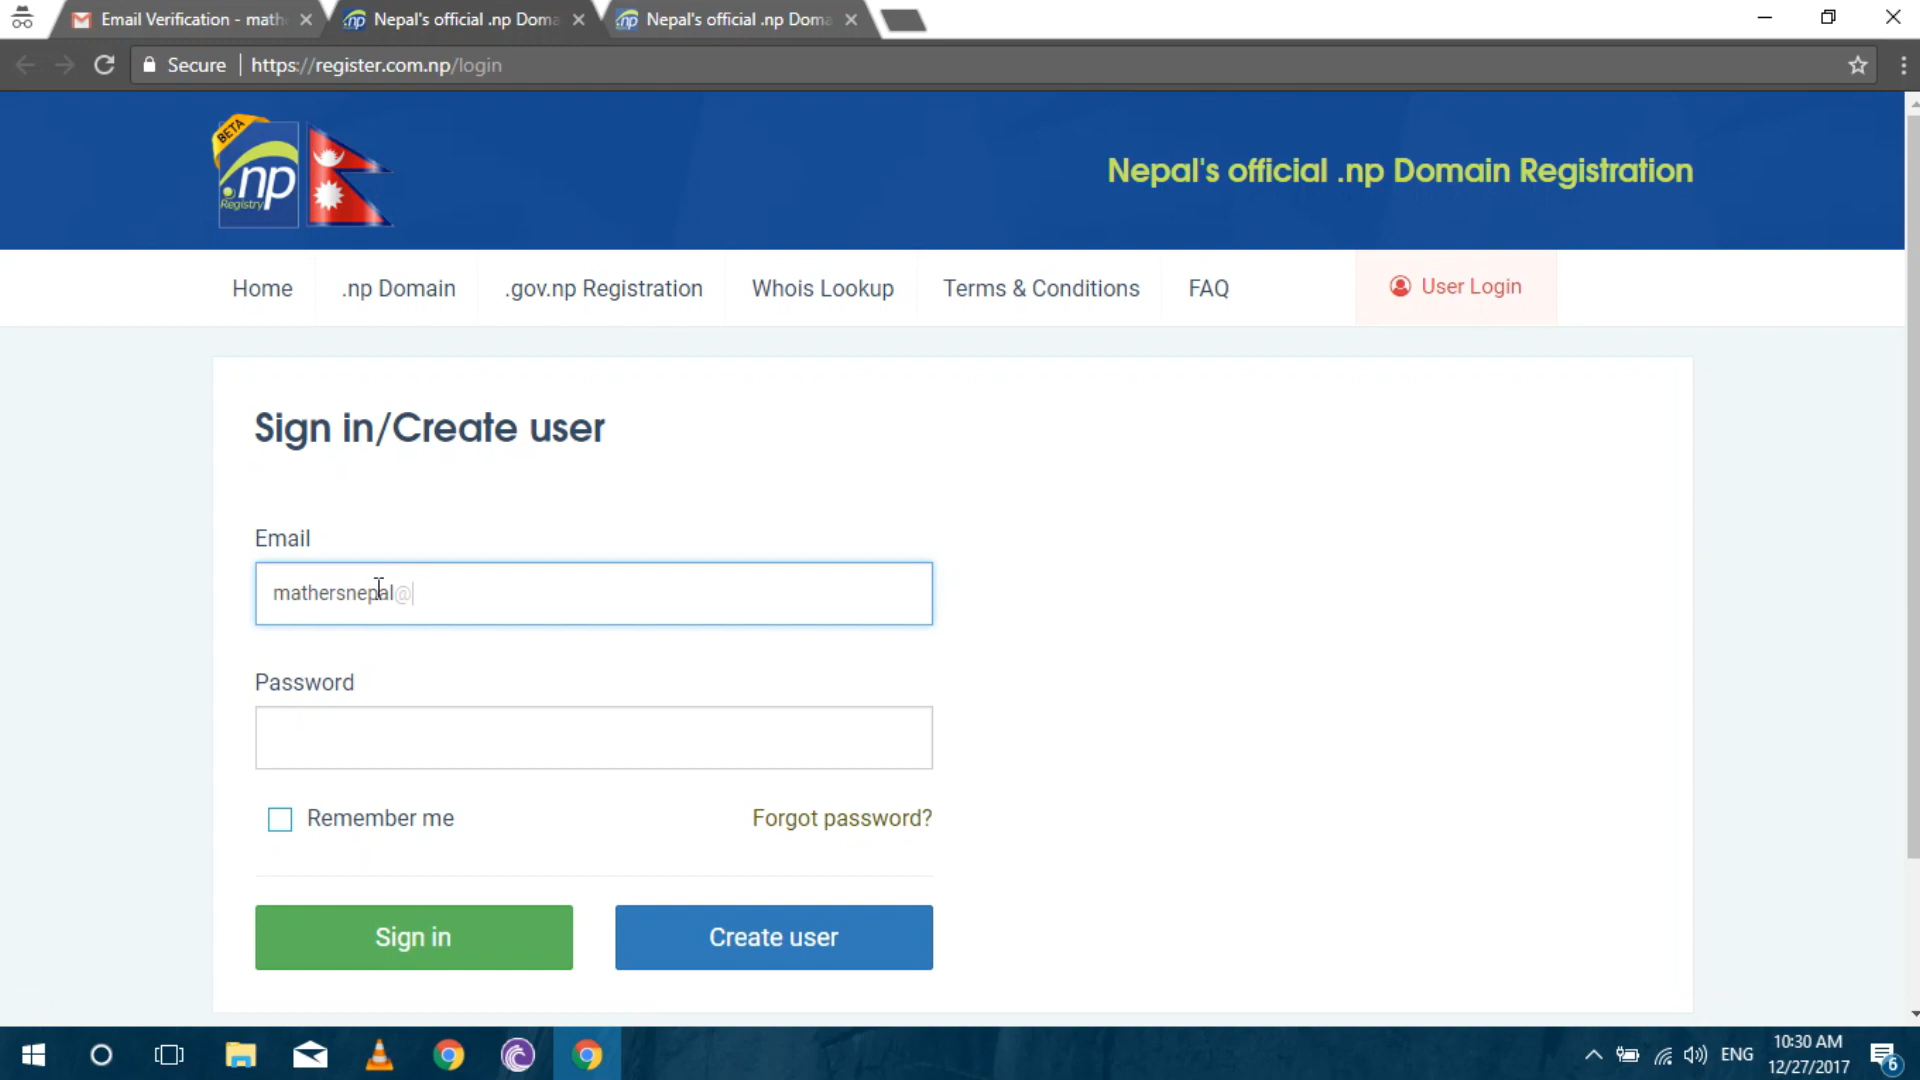 Email Verification - math
Nepal's official .np Doma
Nepal's official .np Doma
Secure
https://register.com.np/login
BETA
.np
Registry
Nepal's official .np Domain Registration
Home
.np Domain
.gov.np Registration
Whois Lookup
Terms & Conditions
FAQ
User Login
Sign in/Create user
Email
mathersnepal@
Password
Remember me
Forgot password?
Sign in
Create user
ENG
10:30 AM
12/27/2017
6